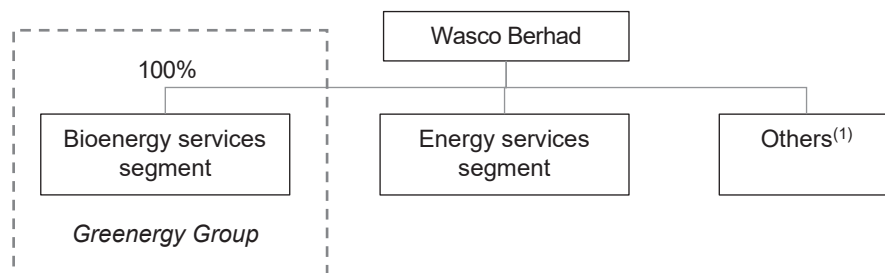 Wasco Berhad
100%
Bioenergy services
segment
Energy services
segment
Others(1)
Greenergy Group